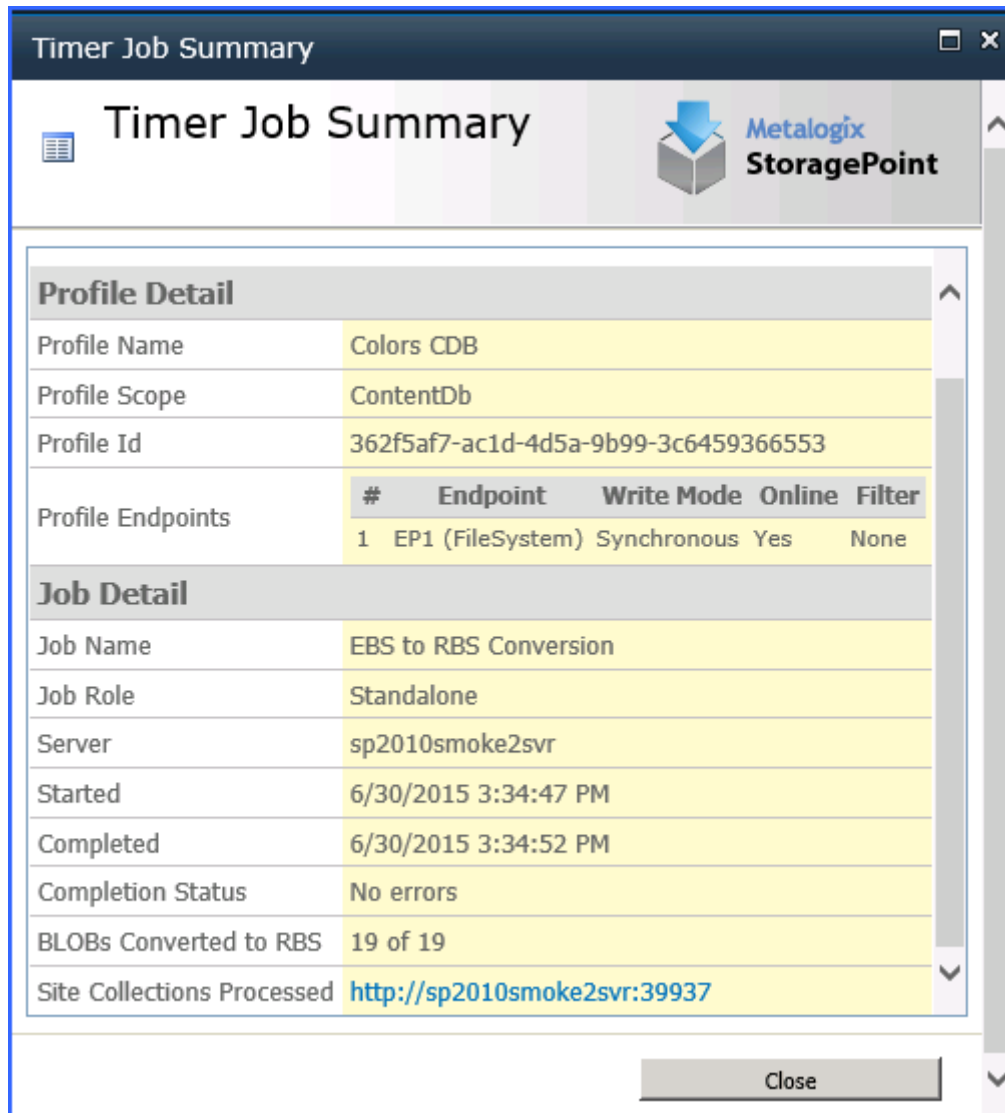 Timer Job Summary
Timer Job Summary
Metalogix
StoragePoint
Profile Detail
Profile Name Colors CDB
Profile Scope ContentDb
Profile Id 362f5af7-ac1d-4d5a-9b99-3c6459366553
Profile Endpoints
# Endpoint Write Mode Online Filter
1 EP1 (FileSystem) Synchronous Yes None
Job Detail
Job Name EBS to RBS Conversion
Job Role Standalone
Server sp2010smoke2svr
Started 6/30/2015 3:34:47 PM
Completed 6/30/2015 3:34:52 PM
Completion Status No errors
BLOBs Converted to RBS 19 of 19
Site Collections Processed http://sp2010smoke2svr:39937
Close